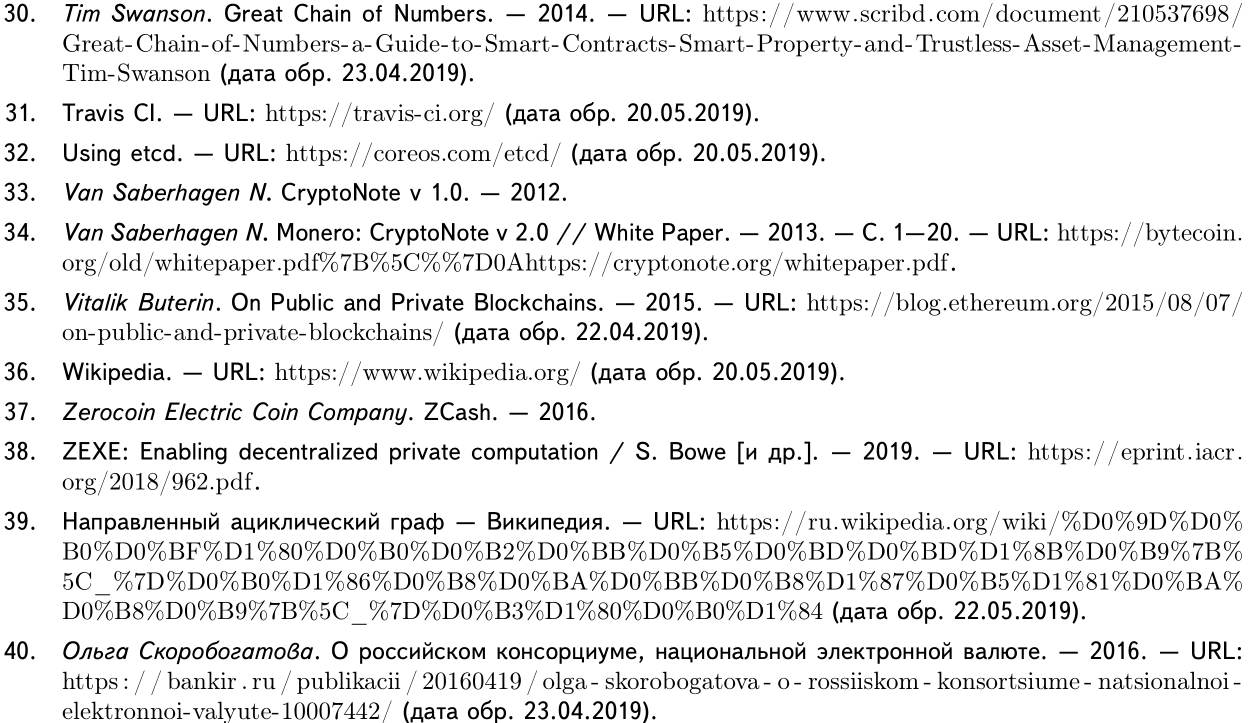 30. Tim Swanson. Great Chain of Numbers. — 2014. — URL: https://www.scribd.com/document/210537698/
Great-Chain-of-Numbers-a-Guide-to-Smart-Contracts-Smart-Property-and-Trustless-Asset-Management-
Tim-Swanson (дата обр. 23.04.2019).
31. Travis CI. — URL: https://travis-ci.org/ (дата обр. 20.05.2019).
32. Using etcd. — URL: https://coreos.com/etcd/ (дата обр. 20.05.2019).
33. Van Saberhagen N. CryptoNote v 1.0. — 2012.
34. Van Saberhagen N. Monero: CryptoNote v 2.0 // White Paper. — 2013. — С. 1—20. — URL: https://bytecoin.
org/old/whitepaper.pdf%7B%5C%%7D0Ahttps://cryptonote.org/whitepaper.pdf.
35. Vitalik Buterin. On Public and Private Blockchains. — 2015. — URL: https://blog.ethereum.org/2015/08/07/
on-public-and-private-blockchains/ (дата обр. 22.04.2019).
36. Wikipedia. — URL: https://www.wikipedia.org/ (дата обр. 20.05.2019).
37. Zerocoin Electric Coin Company. ZCash. — 2016.
38. ZEXE: Enabling decentralized private computation / S. Bowe [и др.]. — 2019. — URL: https://eprint.iacr.
org/2018/962.pdf.
39. Направленный ациклический граф — Википедия. — URL: https://ru.wikipedia.org/wiki/%D0%9D%D0%
B0%D0%BF%D1%80%D0%B0%D0%B2%D0%BB%D0%B5%D0%BD%D0%BD%D1%8B%D0%B9%7B%
5C_%7D%D0%B0%D1%86%D0%B8%D0%BA%D0%BB%D0%B8%D1%87%D0%B5%D1%81%D0%BA%
D0%B8%D0%B9%7B%5C_%7D%D0%B3%D1%80%D0%B0%D1%84 (дата обр. 22.05.2019).
40. Ольга Скоробогатова. О российском консорциуме, национальной электронной валюте. — 2016. — URL:
https://bankir.ru/publikacii/20160419/olga-skorobogatova-o-rossiiskom-konsortsiume-natsionalnoi-
elektronnoi-valyute-10007442/ (дата обр. 23.04.2019).